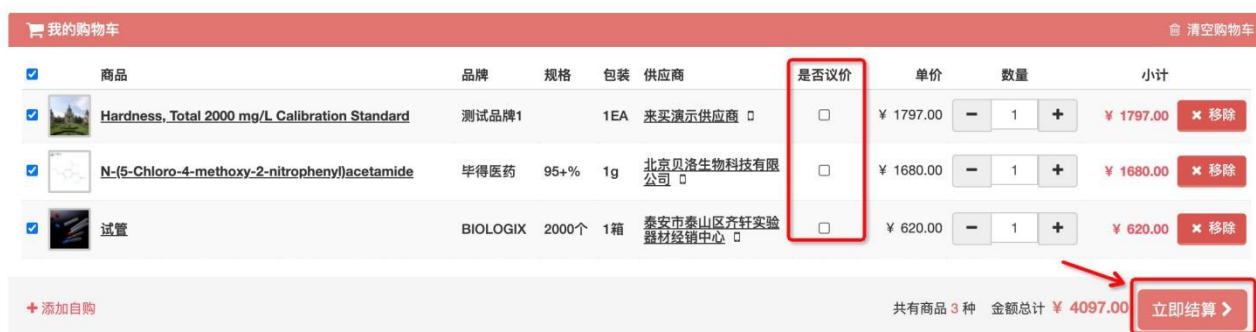 我的购物车 清空购物车
商品 品牌 规格 包装 供应商 是否议价 单价 数量 小计
Hardness, Total 2000 mg/L Calibration Standard 测试品牌1 1EA 来买演示供应商 ¥ 1797.00 − 1 + ¥ 1797.00 × 移除
N-(5-Chloro-4-methoxy-2-nitrophenyl)acetamide 毕得医药 95+% 1g 北京贝洛生物科技有限
公司 ¥ 1680.00 − 1 + ¥ 1680.00 × 移除
试管 BIOLOGIX 2000个 1箱 泰安市泰山区齐轩实验
器材经销中心 ¥ 620.00 − 1 + ¥ 620.00 × 移除
+ 添加自购 共有商品 3 种 金额总计 ¥ 4097.00 立即结算